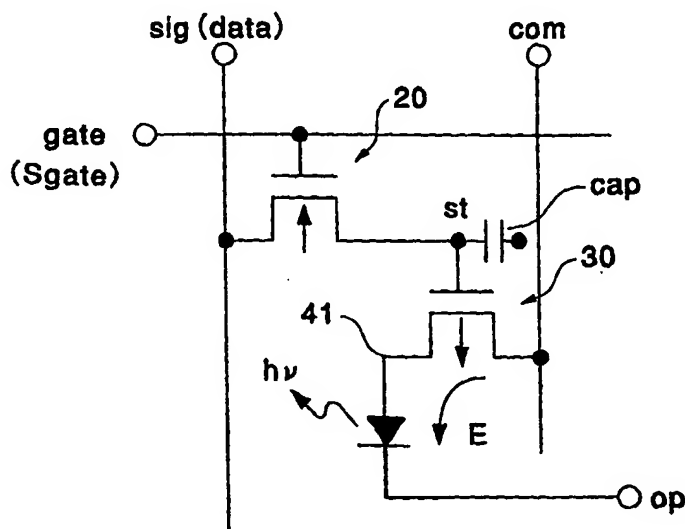 sig (data)
com
gate
(Sgate)
20
st
cap
30
41
hν
E
op